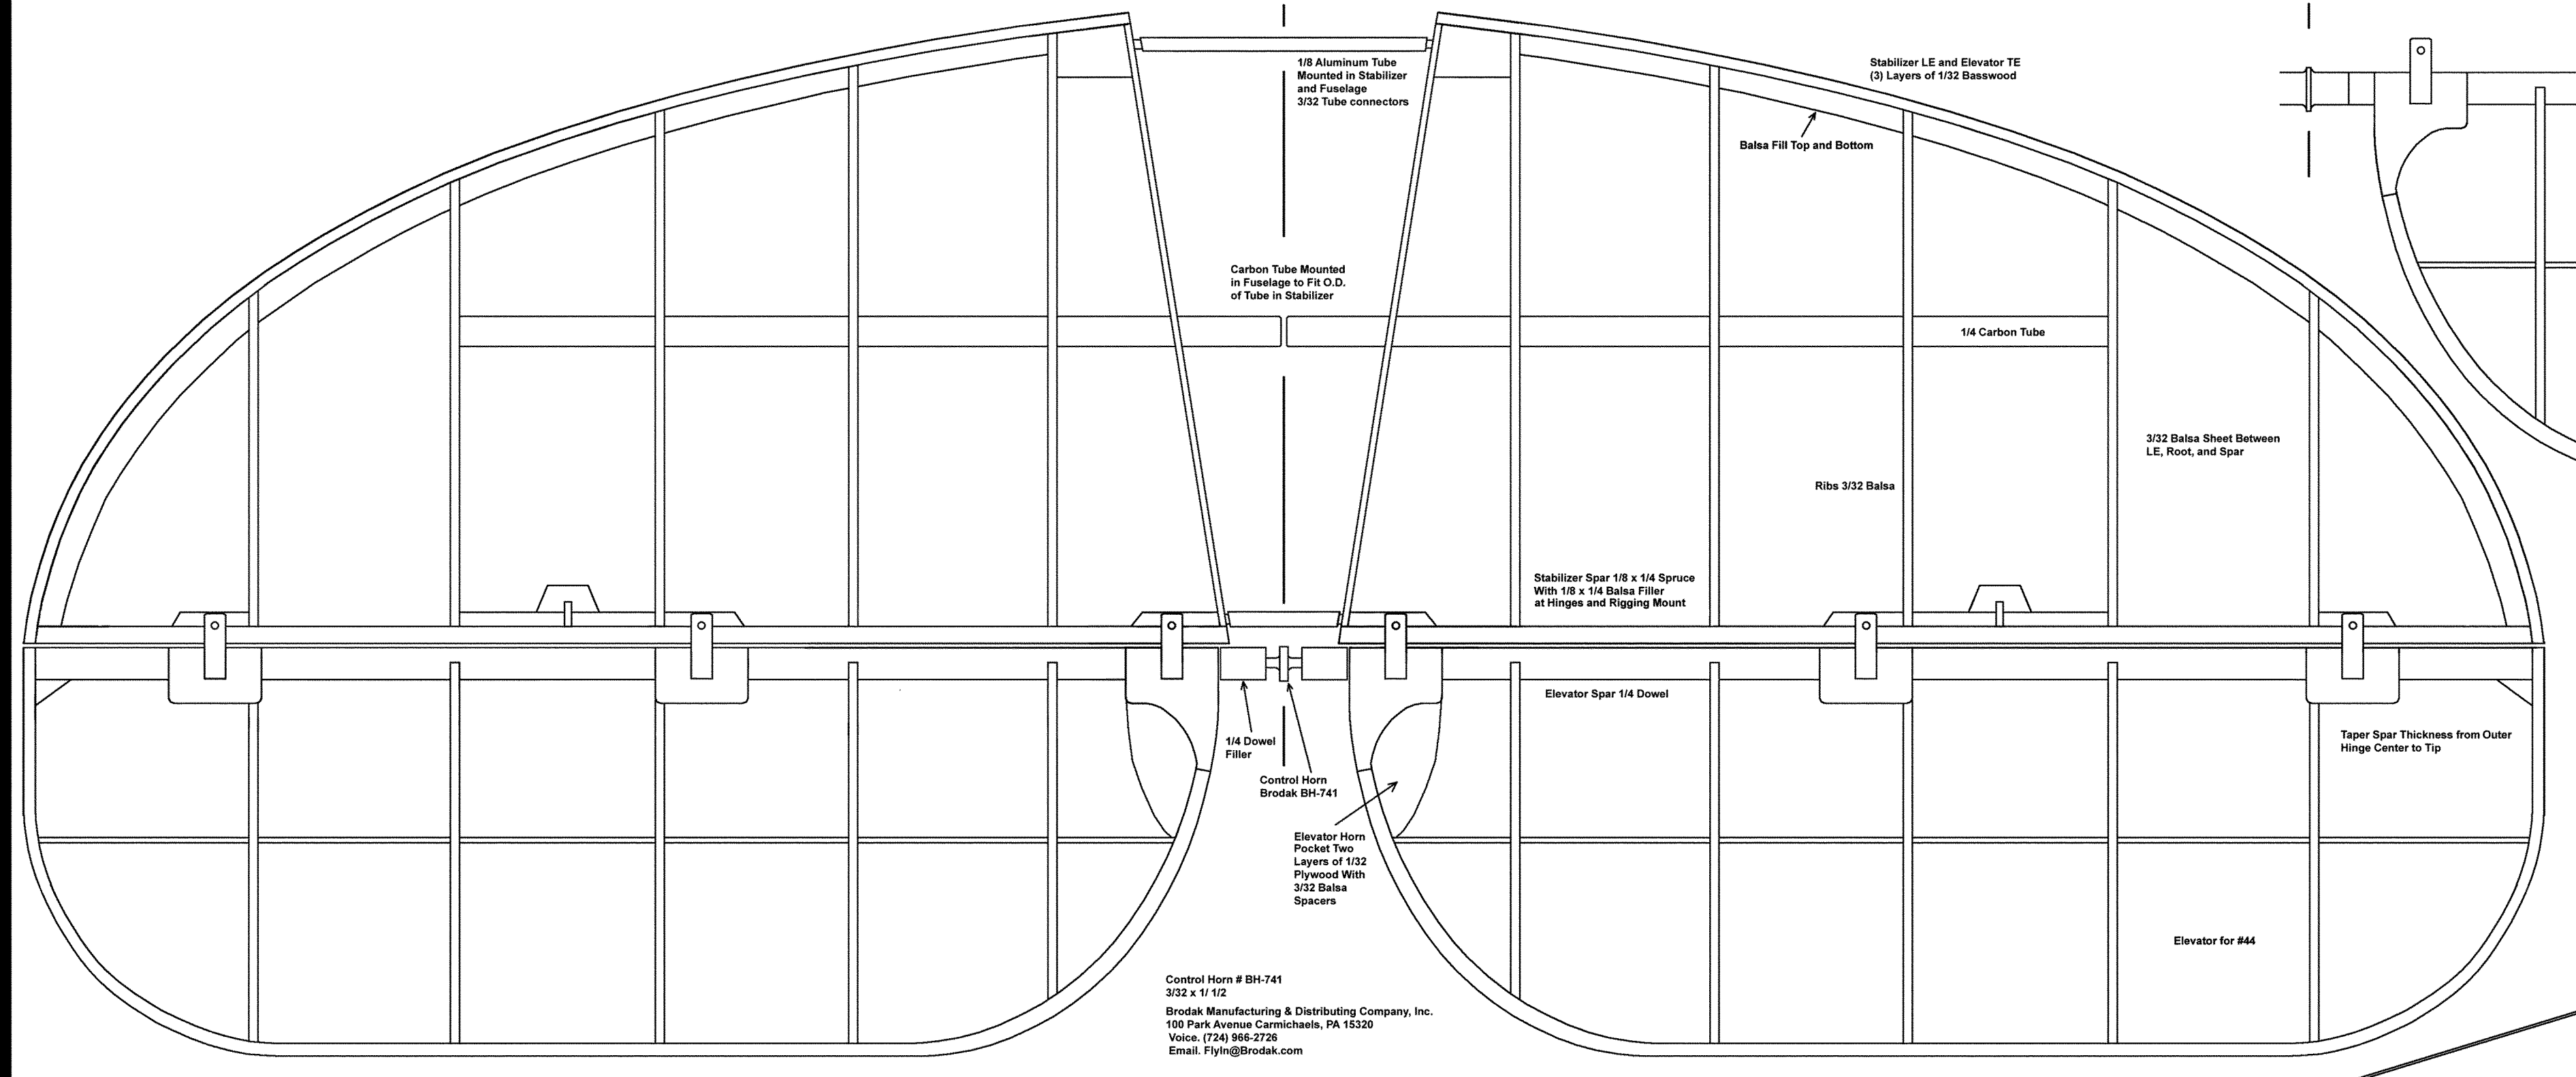 1/8 Aluminum Tube
Mounted in Stabilizer
and Fuselage
3/32 Tube connectors
Stabilizer LE and Elevator TE
(3) Layers of 1/32 Basswood
Balsa Fill Top and Bottom
Carbon Tube Mounted
in Fuselage to Fit O.D.
of Tube in Stabilizer
1/4 Carbon Tube
3/32 Balsa Sheet Between
LE, Root, and Spar
Ribs 3/32 Balsa
Stabilizer Spar 1/8 x 1/4 Spruce
With 1/8 x 1/4 Balsa Filler
at Hinges and Rigging Mount
Elevator Spar 1/4 Dowel
1/4 Dowel
Filler
Taper Spar Thickness from Outer
Hinge Center to Tip
Control Horn
Brodak BH-741
Elevator Horn
Pocket Two
Layers of 1/32
Plywood With
3/32 Balsa
Spacers
Elevator for #44
Control Horn # BH-741
3/32 x 1/ 1/2
Brodak Manufacturing & Distributing Company, Inc.
100 Park Avenue Carmichaels, PA 15320
Voice. (724) 966-2726
Email. FlyIn@Brodak.com